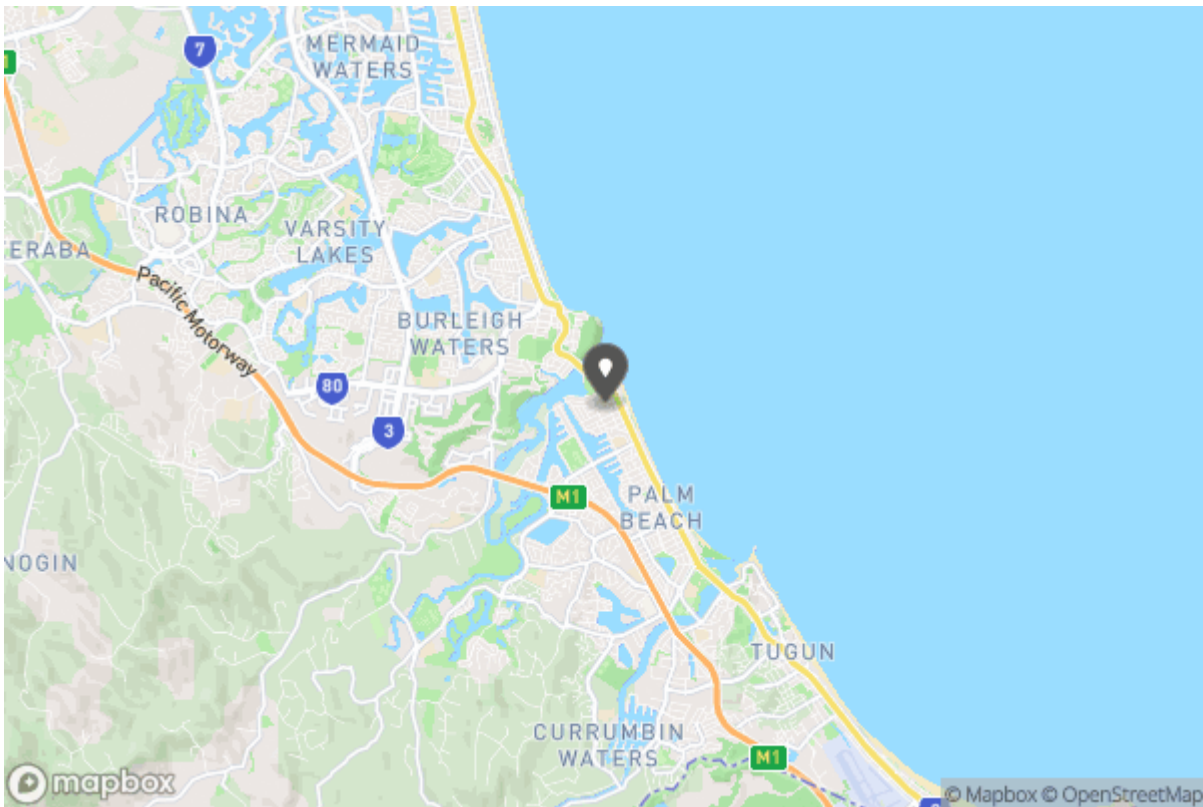 7
MERMAID
WATERS
ROBINA
VARSITY
LAKES
ERABA
Pacific Motorway
BURLEIGH
WATERS
80
3
M1
PALM
BEACH
NOGIN
TUGUN
CURRUMBIN
WATERS
M1
mapbox
© Mapbox © OpenStreetMap